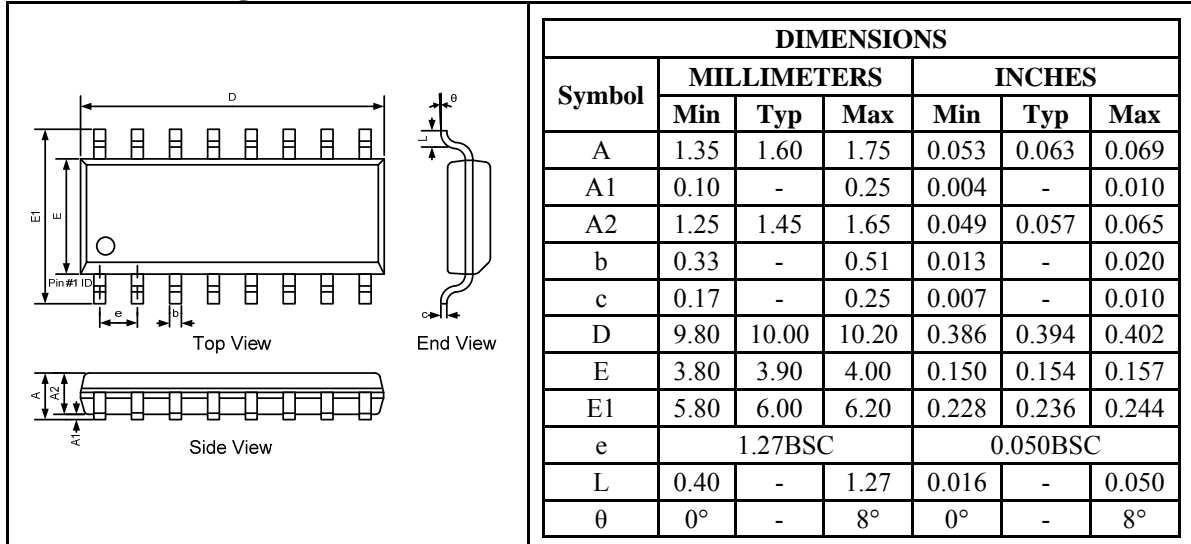 D
θ
L
E1
E
Pin #1 ID
e
b
c
Top View
End View
A
A2
A1
Side View
DIMENSIONS
Symbol MILLIMETERS INCHES
Min Typ Max Min Typ Max
A 1.35 1.60 1.75 0.053 0.063 0.069
A1 0.10 - 0.25 0.004 - 0.010
A2 1.25 1.45 1.65 0.049 0.057 0.065
b 0.33 - 0.51 0.013 - 0.020
c 0.17 - 0.25 0.007 - 0.010
D 9.80 10.00 10.20 0.386 0.394 0.402
E 3.80 3.90 4.00 0.150 0.154 0.157
E1 5.80 6.00 6.20 0.228 0.236 0.244
e 1.27BSC 0.050BSC
L 0.40 - 1.27 0.016 - 0.050
θ 0° - 8° 0° - 8°